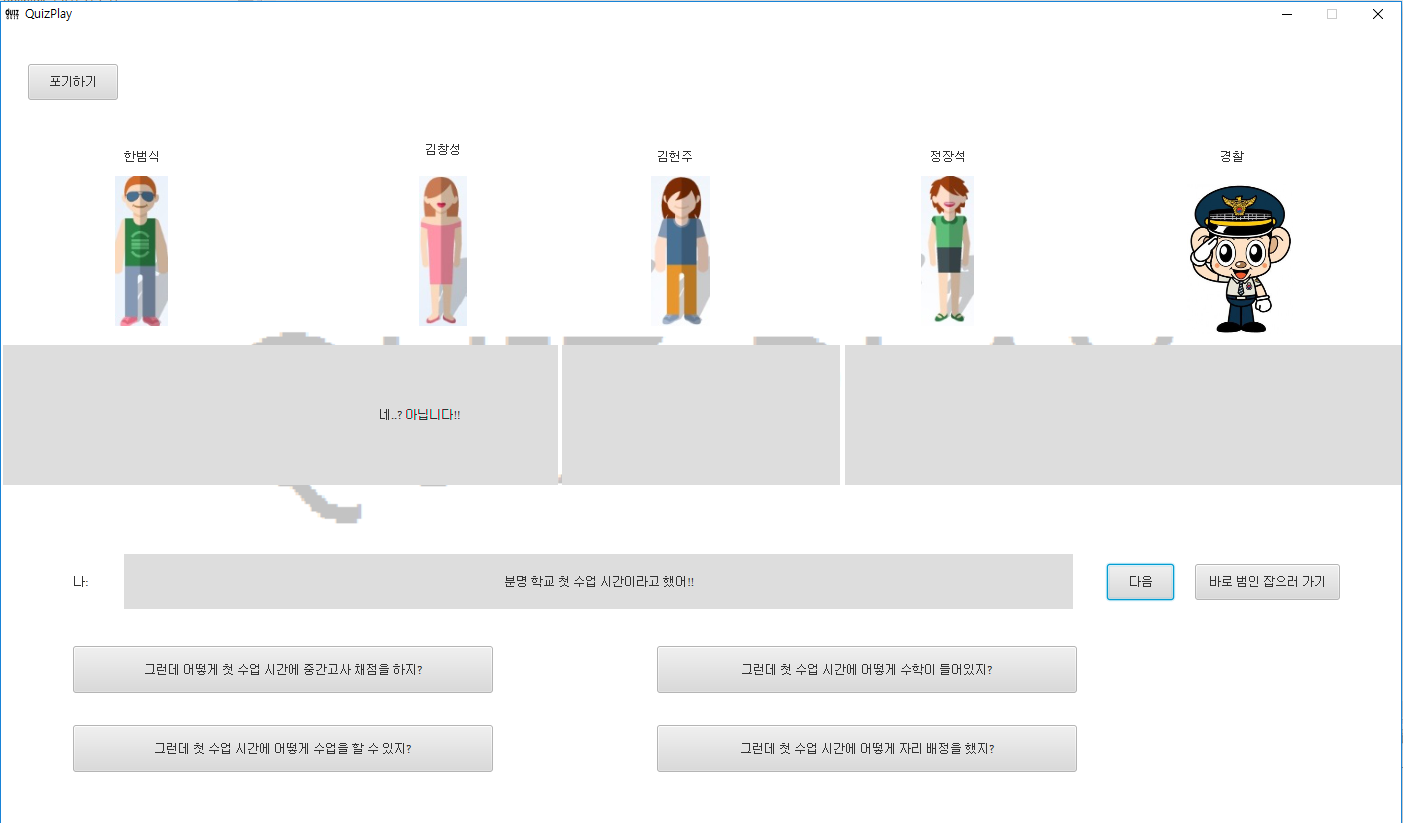 QUIZ QuizPlay
포기하기
한범식
김창성
김헌주
정장석
경찰
네..? 아닙니다!!
나:
분명 학교 첫 수업 시간이라고 했어!!
다음
바로 범인 잡으러 가기
그런데 어떻게 첫 수업 시간에 중간고사 채점을 하지?
그런데 첫 수업 시간에 어떻게 수학이 들어있지?
그런데 첫 수업 시간에 어떻게 수업을 할 수 있지?
그런데 첫 수업 시간에 어떻게 자리 배정을 했지?